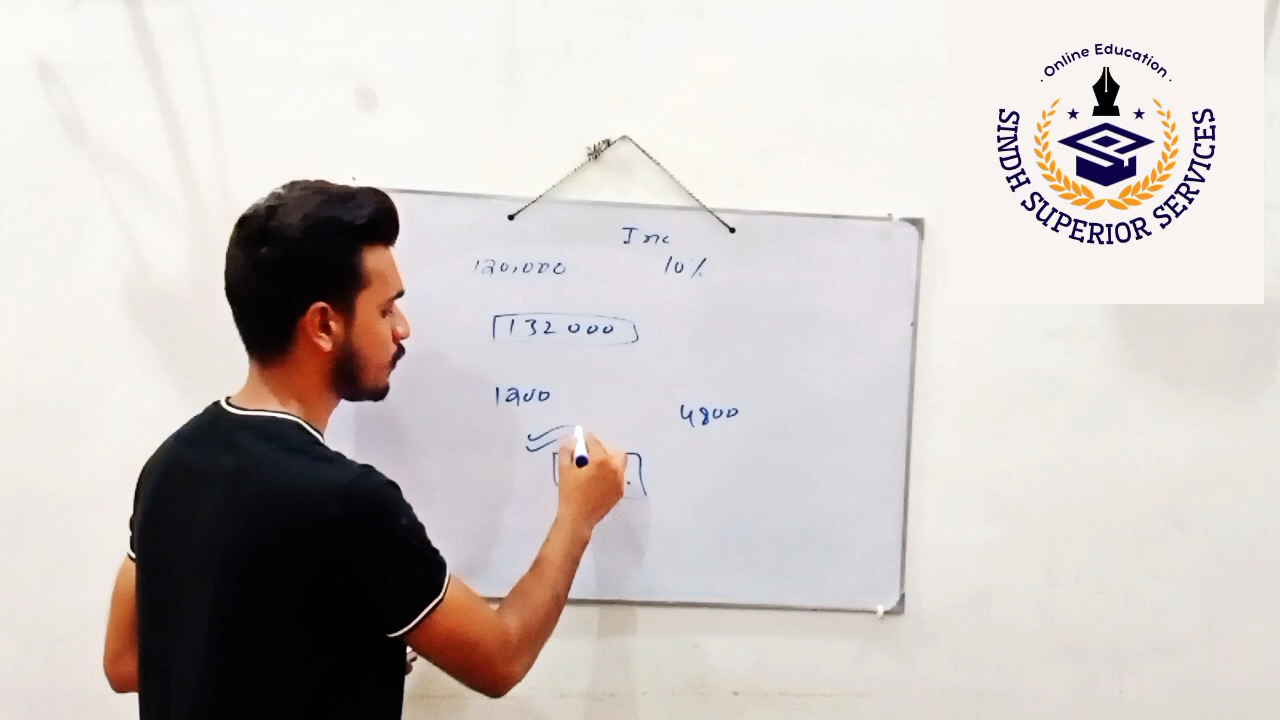 Online Education
SINDH SUPERIOR SERVICES
Inc
120,000 10%
132000
1200
4800